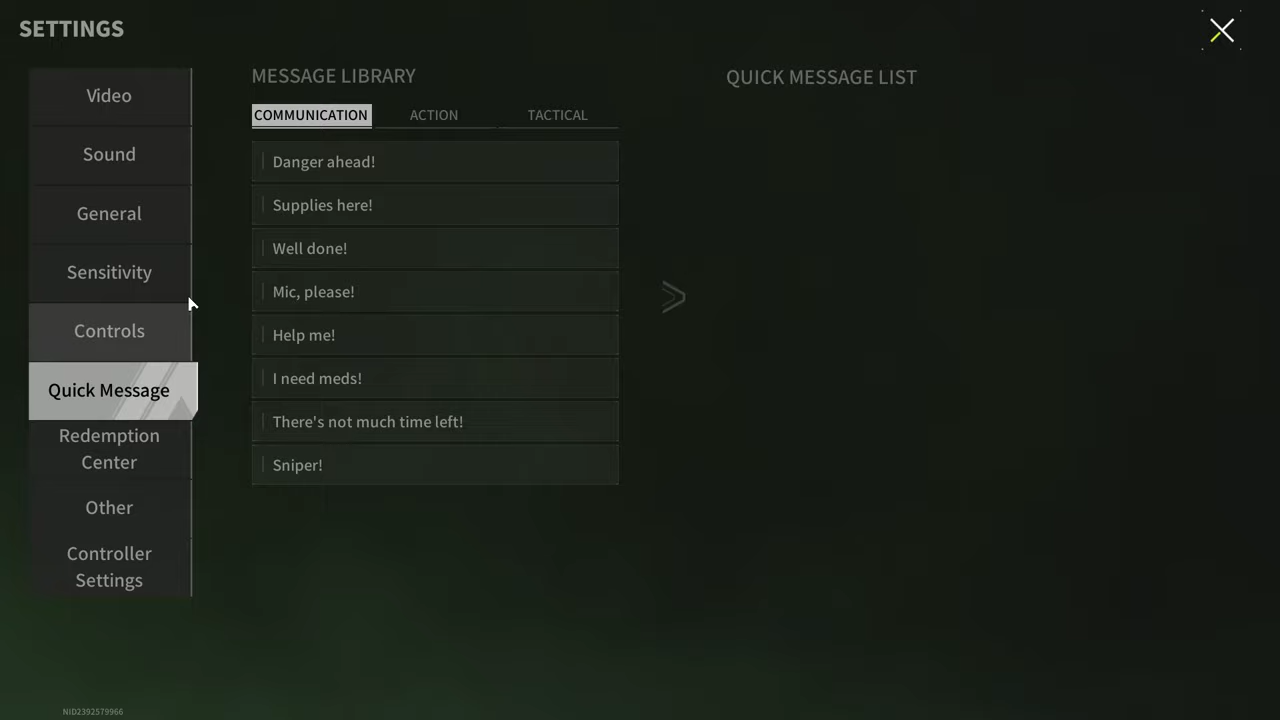 SETTINGS
Video
Sound
General
Sensitivity
Controls
Quick Message
Redemption
Center
Other
Controller
Settings
MESSAGE LIBRARY
COMMUNICATION
ACTION
TACTICAL
Danger ahead!
Supplies here!
Well done!
Mic, please!
Help me!
I need meds!
There's not much time left!
Sniper!
QUICK MESSAGE LIST
NID2392579966